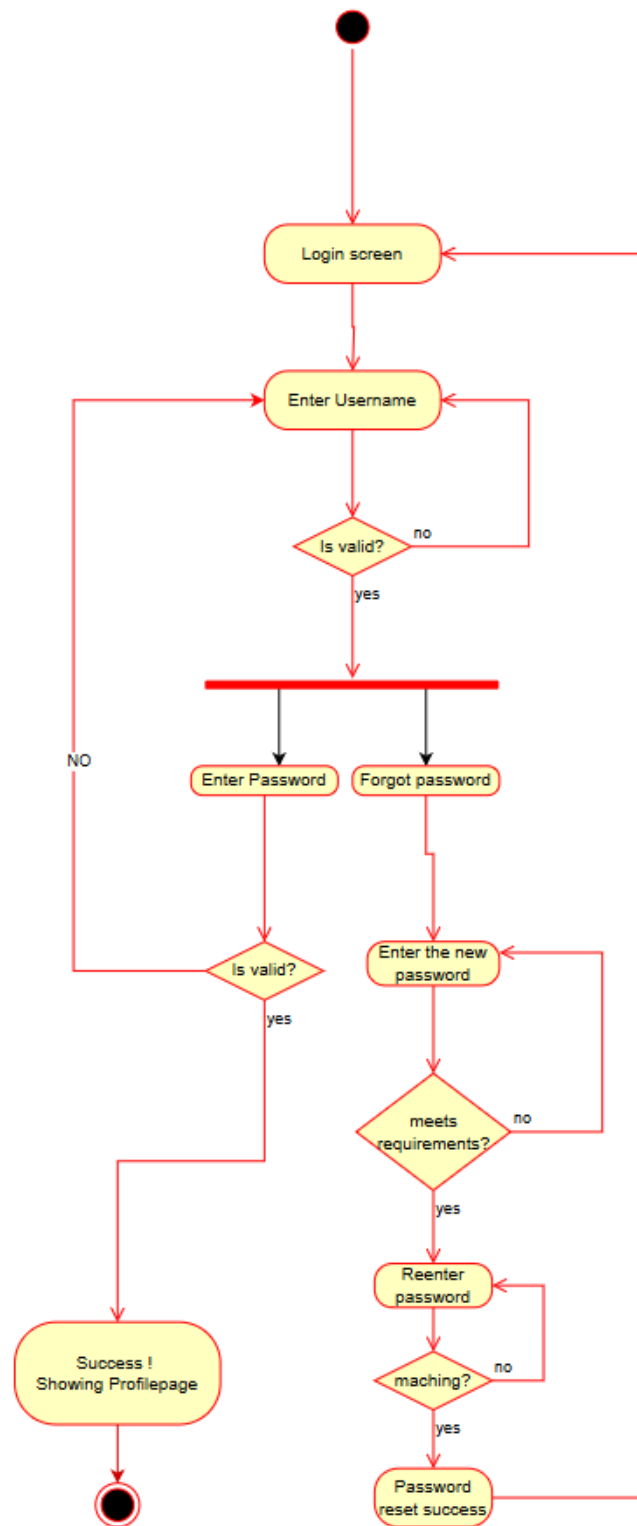 Login screen
Enter Username
Is valid?
no
yes
NO
Enter Password
Forgot password
Is valid?
yes
Enter the new
password
meets
requirements?
no
yes
Reenter
password
maching?
no
yes
Success !
Showing Profilepage
Password
reset success